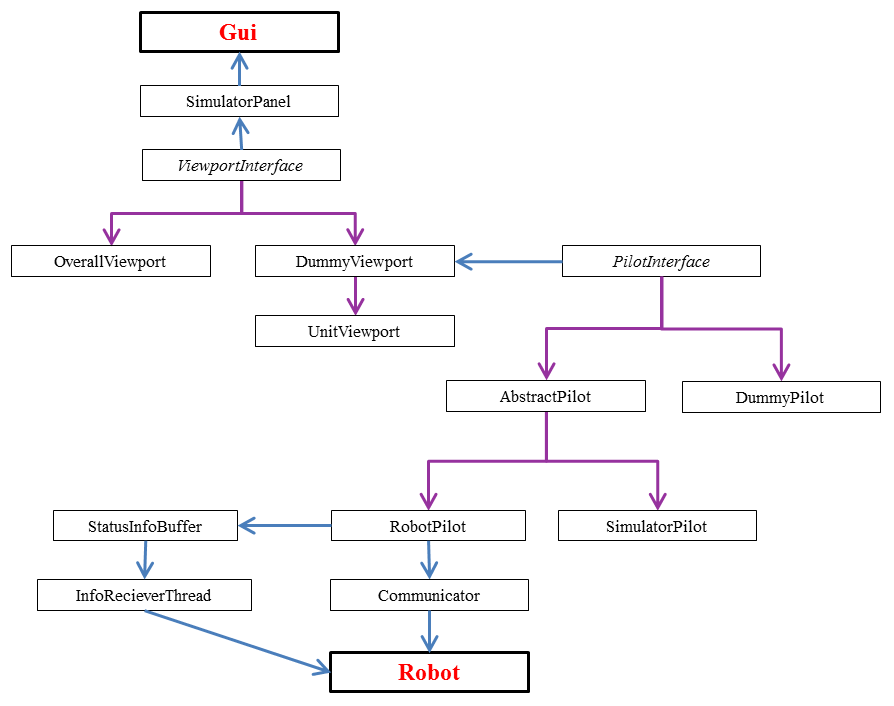 Gui
SimulatorPanel
ViewportInterface
OverallViewport
DummyViewport
PilotInterface
UnitViewport
AbstractPilot
DummyPilot
StatusInfoBuffer
RobotPilot
SimulatorPilot
InfoRecieverThread
Communicator
Robot